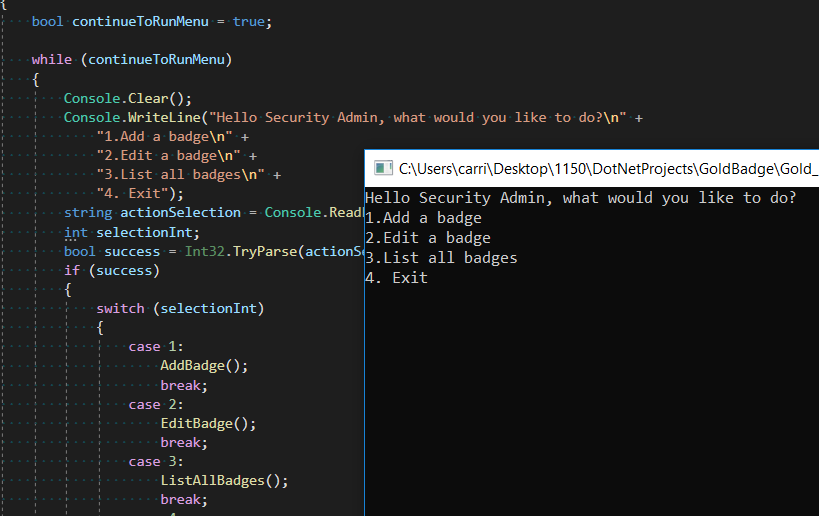 {
bool continueToRunMenu = true;
while (continueToRunMenu)
{
Console.Clear();
Console.WriteLine("Hello Security Admin, what would you like to do?\n" +
"1.Add a badge\n" +
"2.Edit a badge\n" +
"3.List all badges\n" +
"4. Exit");
string actionSelection = Console.Read
int selectionInt;
bool success = Int32.TryParse(actionSe
if (success)
{
switch (selectionInt)
{
case 1:
AddBadge();
break;
case 2:
EditBadge();
break;
case 3:
ListAllBadges();
break;
C:\Users\carri\Desktop\1150\DotNetProjects\GoldBadge\Gold_
Hello Security Admin, what would you like to do?
1.Add a badge
2.Edit a badge
3.List all badges
4. Exit